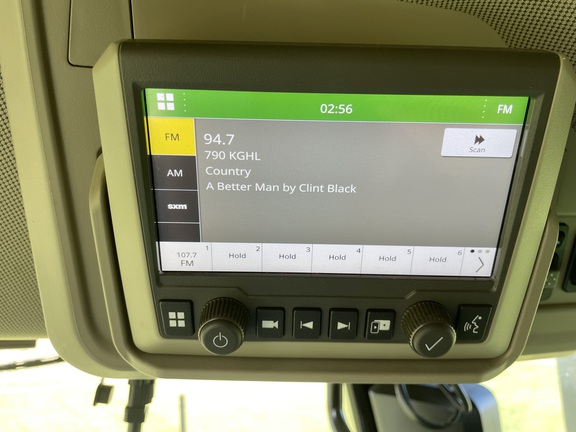 02:56
FM
FM
94.7
790 KGHL
Country
A Better Man by Clint Black
Scan
AM
sxm
1
107.7
FM
2
Hold
3
Hold
4
Hold
5
Hold
6
Hold